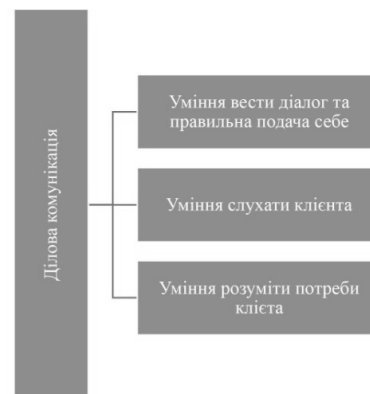 Ділова комунікація
Уміння вести діалог та
правильна подача себе
Уміння слухати клієнта
Уміння розуміти потреби
клієта